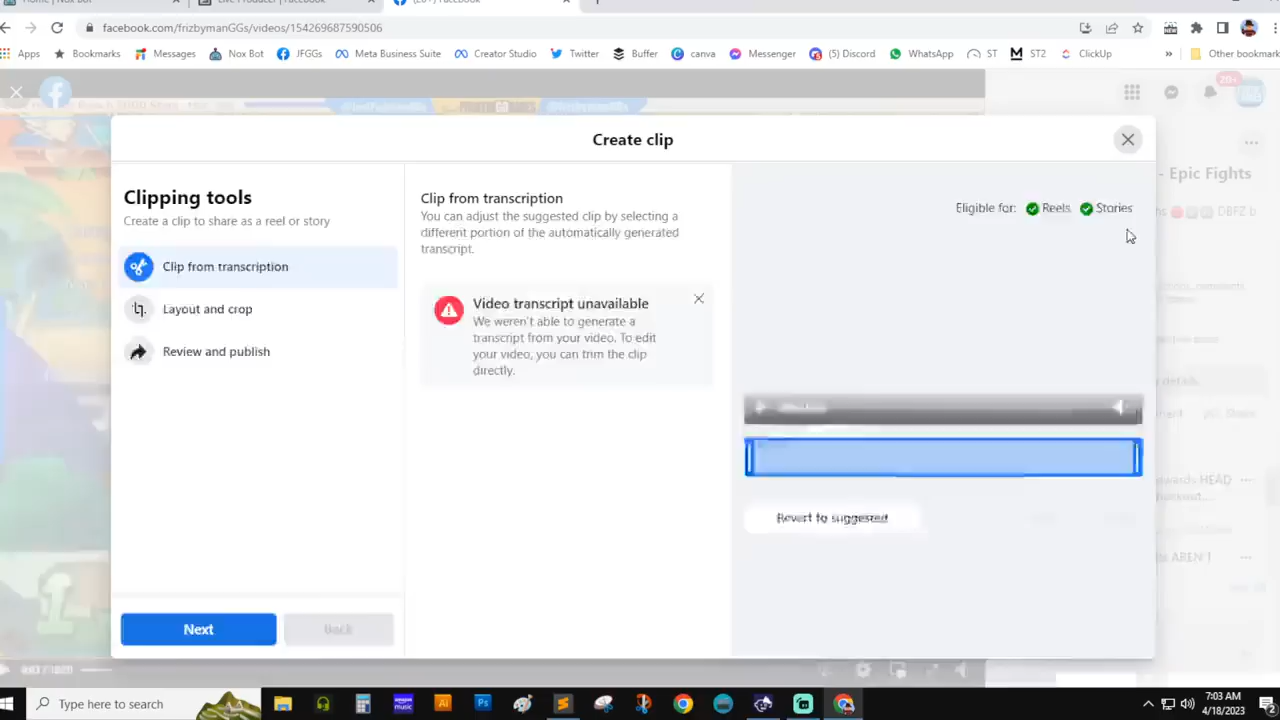 facebook.com/frizbymanGGs/videos/154269687590506
Apps Bookmarks Messages Nox Bot JFGGs Meta Business Suite Creator Studio Twitter Buffer canva Messenger (5) Discord WhatsApp ST ST2 ClickUp » Other bookmark
20+
Create clip
- Epic Fights
Clipping tools
Create a clip to share as a reel or story
Clip from transcription
Layout and crop
Review and publish
Next
Back
Clip from transcription
You can adjust the suggested clip by selecting a
different portion of the automatically generated
transcript.
Video transcript unavailable
We weren't able to generate a
transcript from your video. To edit
your video, you can trim the clip
directly.
Eligible for: Reels Stories
Revert to suggested
DBFZ b
HEAD
AREN'T
Type here to search
7:03 AM
4/18/2023